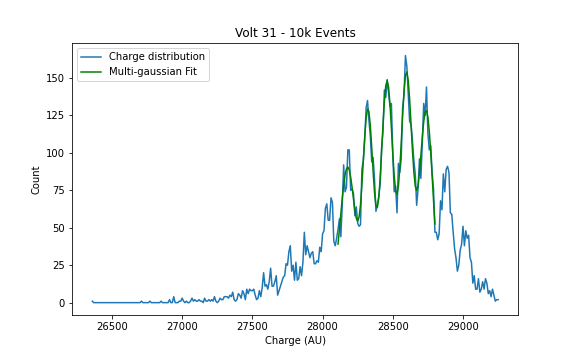 Volt 31 - 10k Events
Charge distribution
Multi-gaussian Fit
150
125
100
75
50
25
0
Count
26500 27000 27500 28000 28500 29000
Charge (AU)